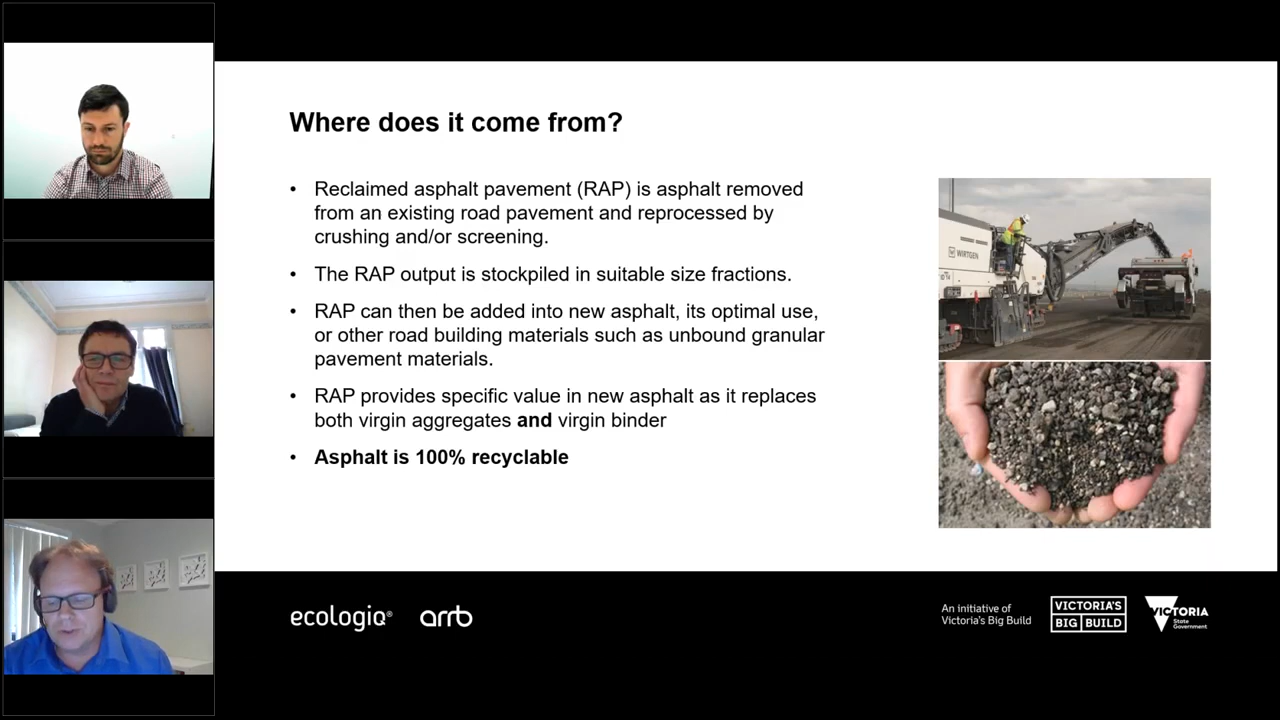 Where does it come from?
• Reclaimed asphalt pavement (RAP) is asphalt removed
from an existing road pavement and reprocessed by
crushing and/or screening.
• The RAP output is stockpiled in suitable size fractions.
• RAP can then be added into new asphalt, its optimal use,
or other road building materials such as unbound granular
pavement materials.
• RAP provides specific value in new asphalt as it replaces
both virgin aggregates and virgin binder
• Asphalt is 100% recyclable
WIRTGEN
ecologiq®
arrb
An initiative of
Victoria's Big Build
VICTORIA'S
BIG BUILD
VICTORIA
State
Government